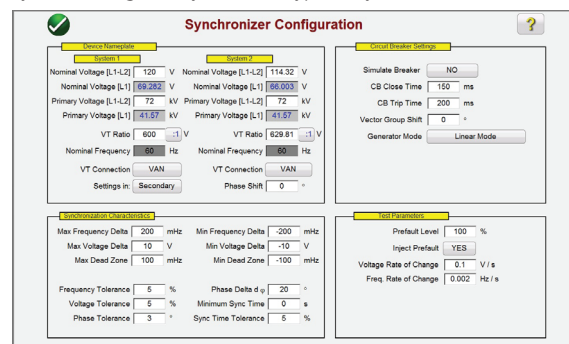 Synchronizer Configuration
?
Device Nameplate
System 1
System 2
Nominal Voltage [L1-L2] 120 V Nominal Voltage [L1-L2] 114.32 V
Nominal Voltage [L1] 69.282 V Nominal Voltage [L1] 66.003 V
Primary Voltage [L1-L2] 72 kV Primary Voltage [L1-L2] 72 kV
Primary Voltage [L1] 41.57 kV Primary Voltage [L1] 41.57 kV
VT Ratio 600 :1 V VT Ratio 629.81 :1 V
Nominal Frequency 60 Hz Nominal Frequency 60 Hz
VT Connection VAN VT Connection VAN
Settings in: Secondary Phase Shift 0 °
Circuit Breaker Settings
Simulate Breaker NO
CB Close Time 150 ms
CB Trip Time 200 ms
Vector Group Shift 0 °
Generator Mode Linear Mode
Synchronization Characteristics
Max Frequency Delta 200 mHz Min Frequency Delta -200 mHz
Max Voltage Delta 10 V Min Voltage Delta -10 V
Max Dead Zone 100 mHz Min Dead Zone -100 mHz
Frequency Tolerance 5 % Phase Delta d φ 20 °
Voltage Tolerance 5 % Minimum Sync Time 0 s
Phase Tolerance 3 ° Sync Time Tolerance 5 %
Test Parameters
Prefault Level 100 %
Inject Prefault YES
Voltage Rate of Change 0.1 V / s
Freq. Rate of Change 0.002 Hz / s